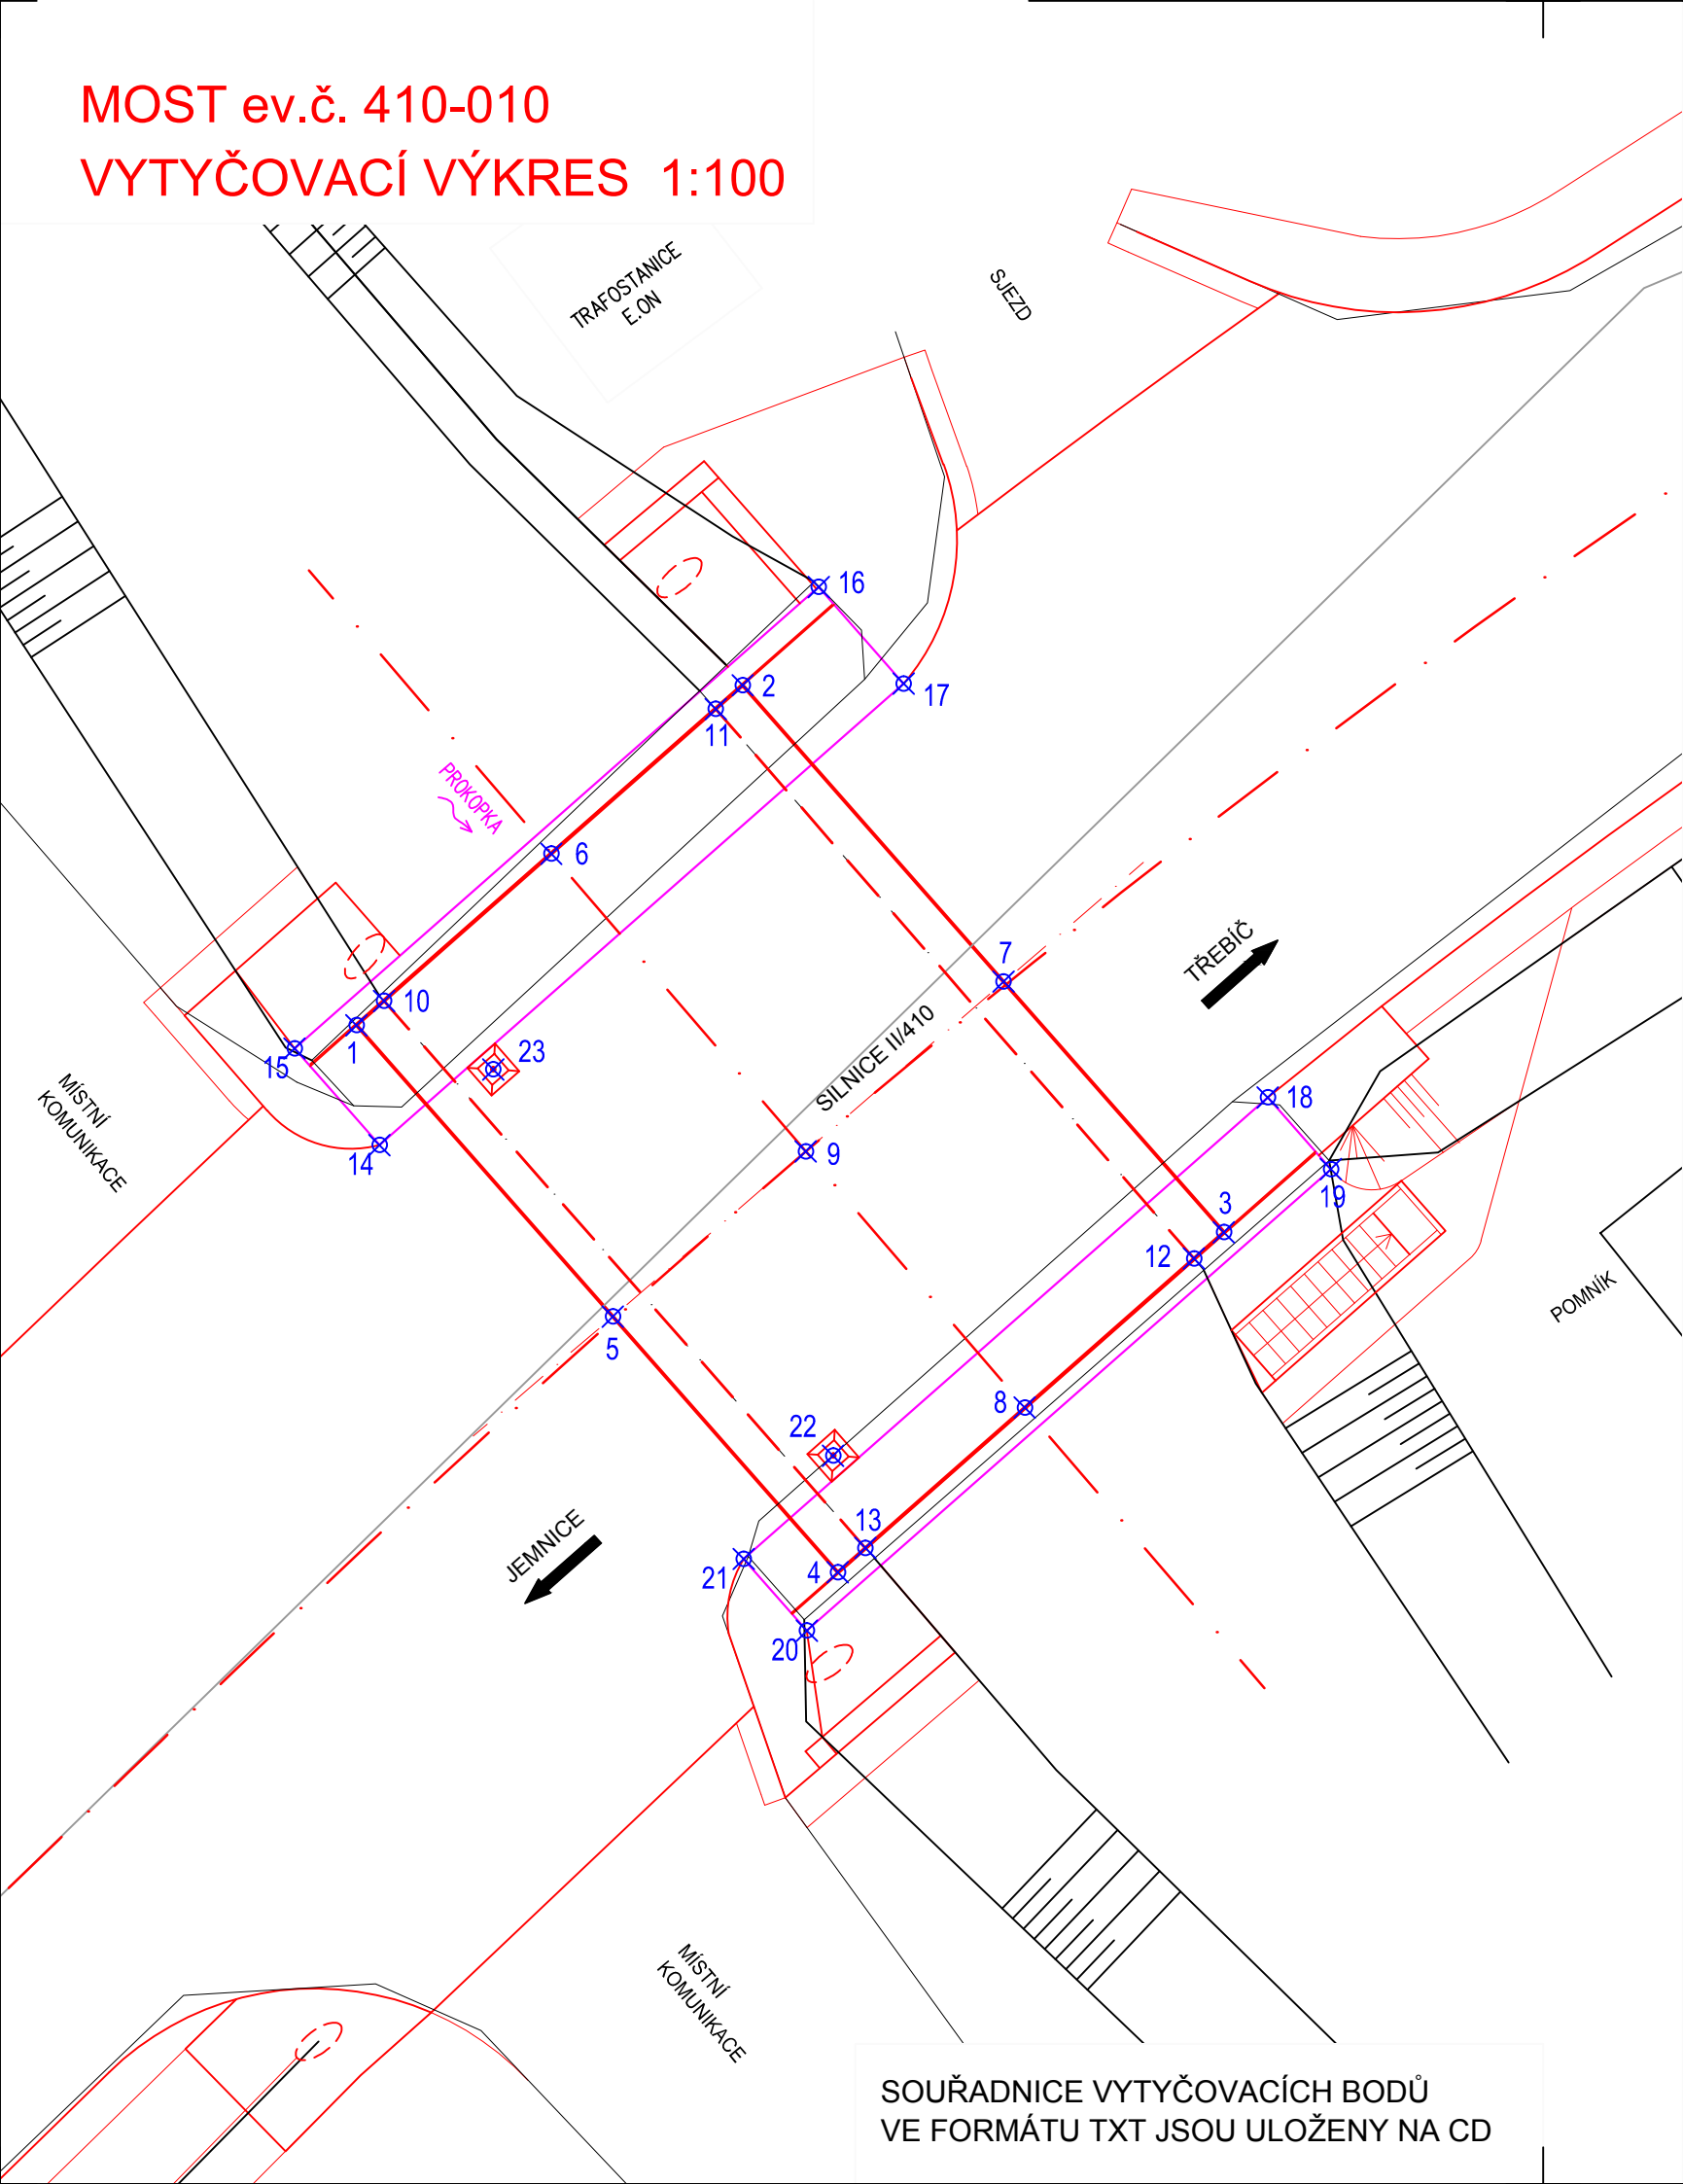 MOST ev.č. 410-010
VYTYČOVACÍ VÝKRES 1:100
TRAFOSTANICE
E.ON
SJEZD
16
2
17
11
PROKOPKA
6
TŘEBÍČ
7
10
SILNICE II/410
1
23
15
MÍSTNÍ
KOMUNIKACE
18
14
9
19
3
12
POMNÍK
5
8
22
JEMNICE
13
21
4
20
MÍSTNÍ
KOMUNIKACE
SOUŘADNICE VYTYČOVACÍCH BODŮ
VE FORMÁTU TXT JSOU ULOŽENY NA CD